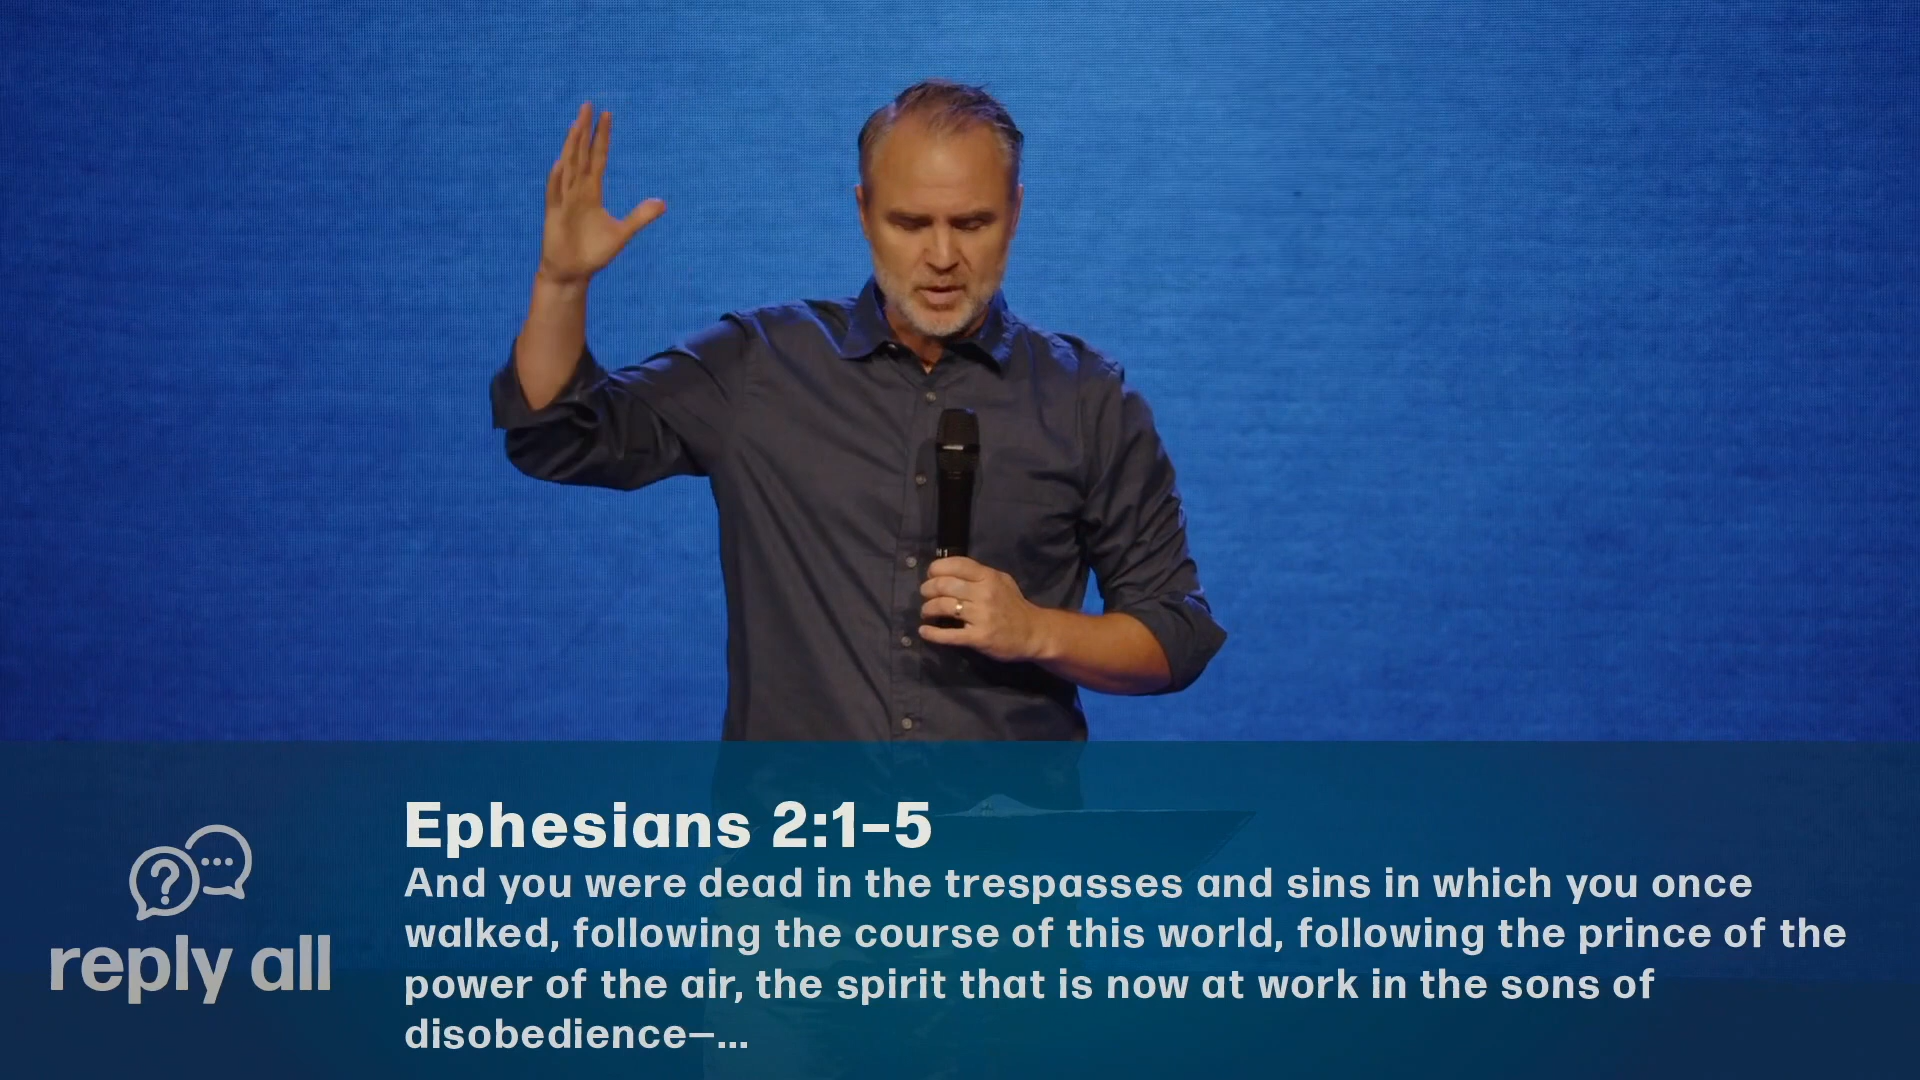 Ephesians 2:1–5
And you were dead in the trespasses and sins in which you once
walked, following the course of this world, following the prince of the
power of the air, the spirit that is now at work in the sons of
disobedience—...
reply all